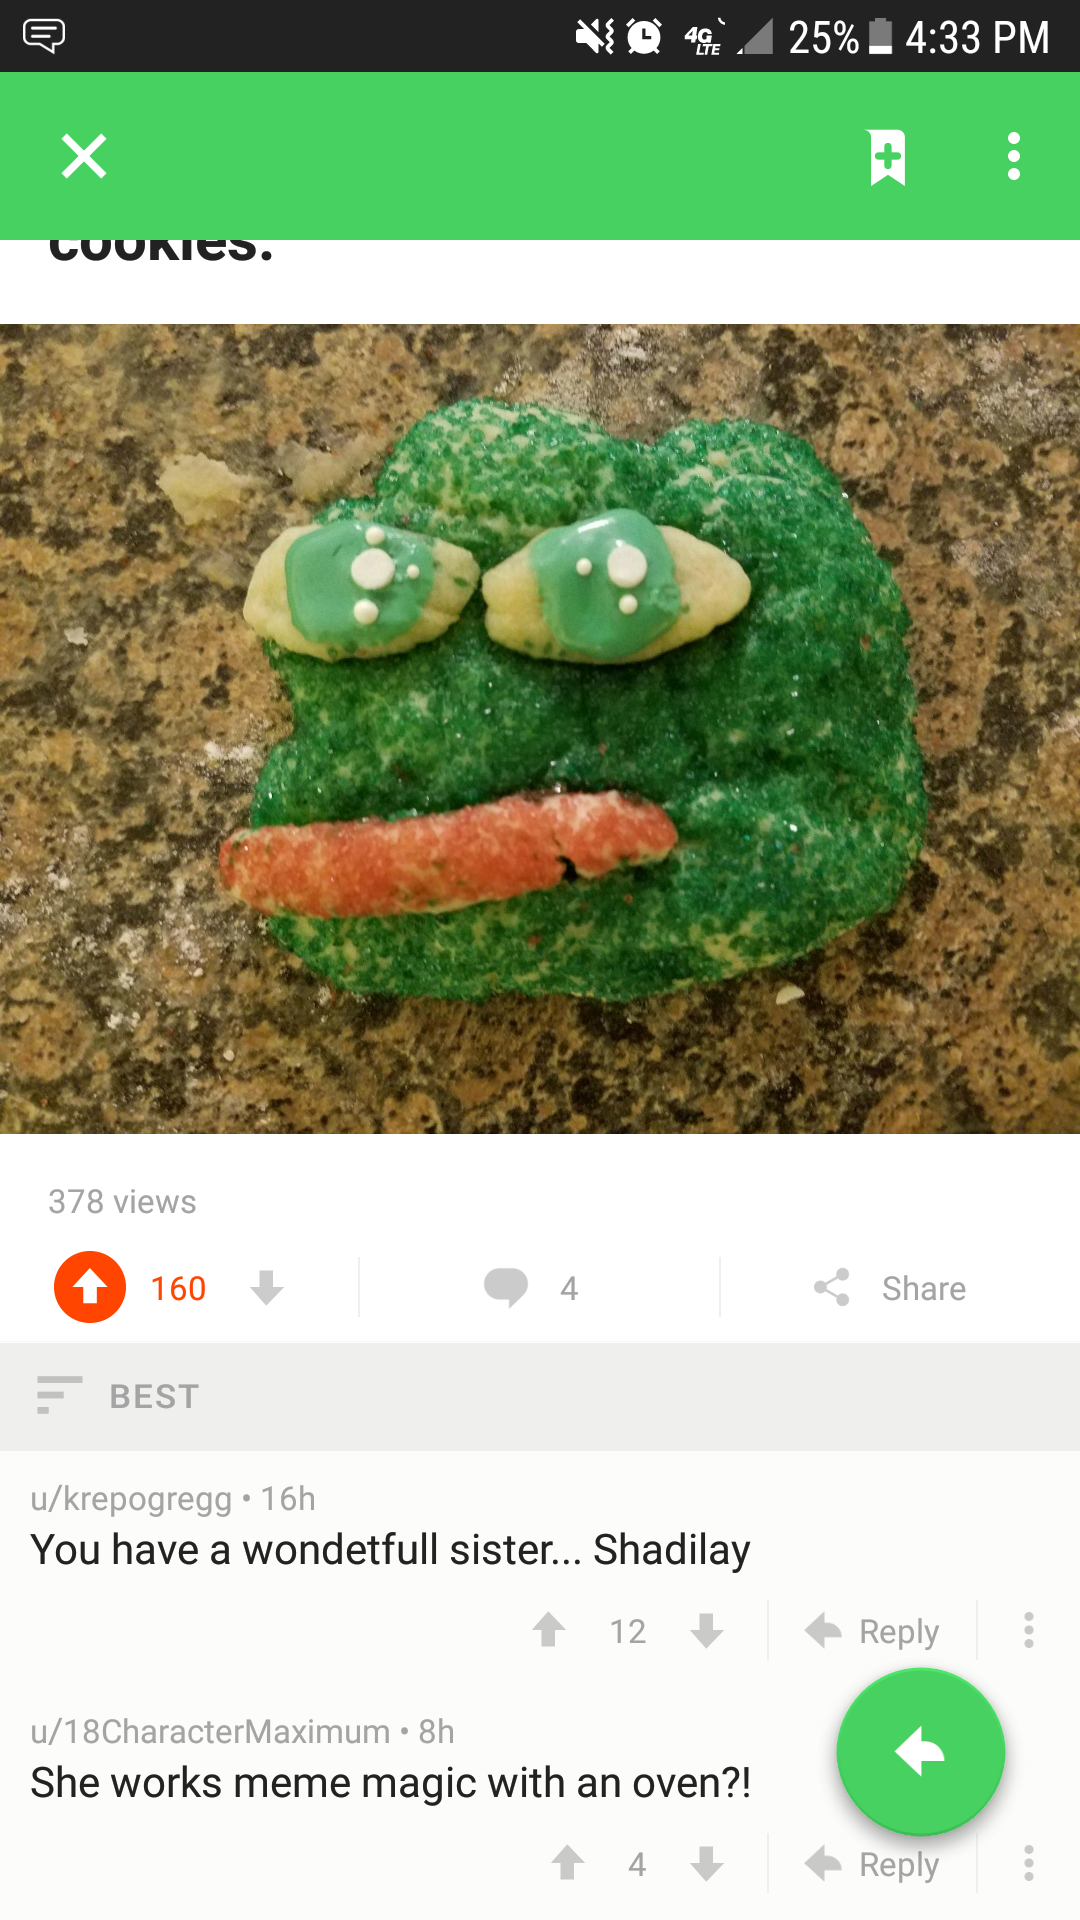 4G LTE 25% 4:33 PM
cookies.
378 views
160 4 Share
BEST
u/krepogregg • 16h
You have a wondetfull sister... Shadilay
12 Reply
u/18CharacterMaximum • 8h
She works meme magic with an oven?!
4 Reply